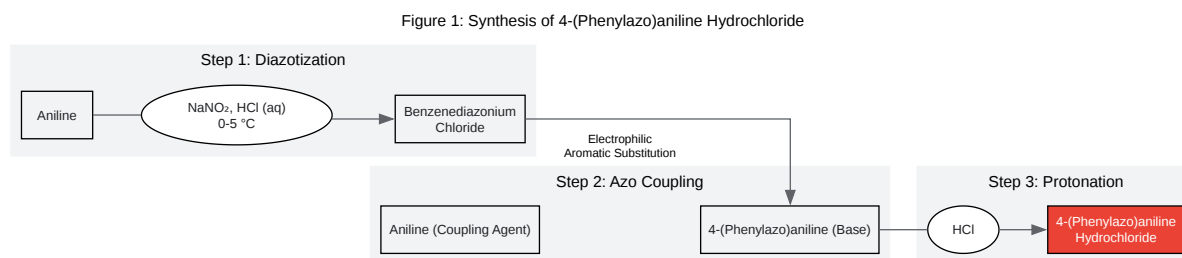 Figure 1: Synthesis of 4-(Phenylazo)aniline Hydrochloride
Step 1: Diazotization
Aniline
NaNO₂, HCl (aq)
0-5 °C
Benzenediazonium
Chloride
Electrophilic
Aromatic Substitution
Step 2: Azo Coupling
Aniline (Coupling Agent)
4-(Phenylazo)aniline (Base)
Step 3: Protonation
HCl
4-(Phenylazo)aniline
Hydrochloride